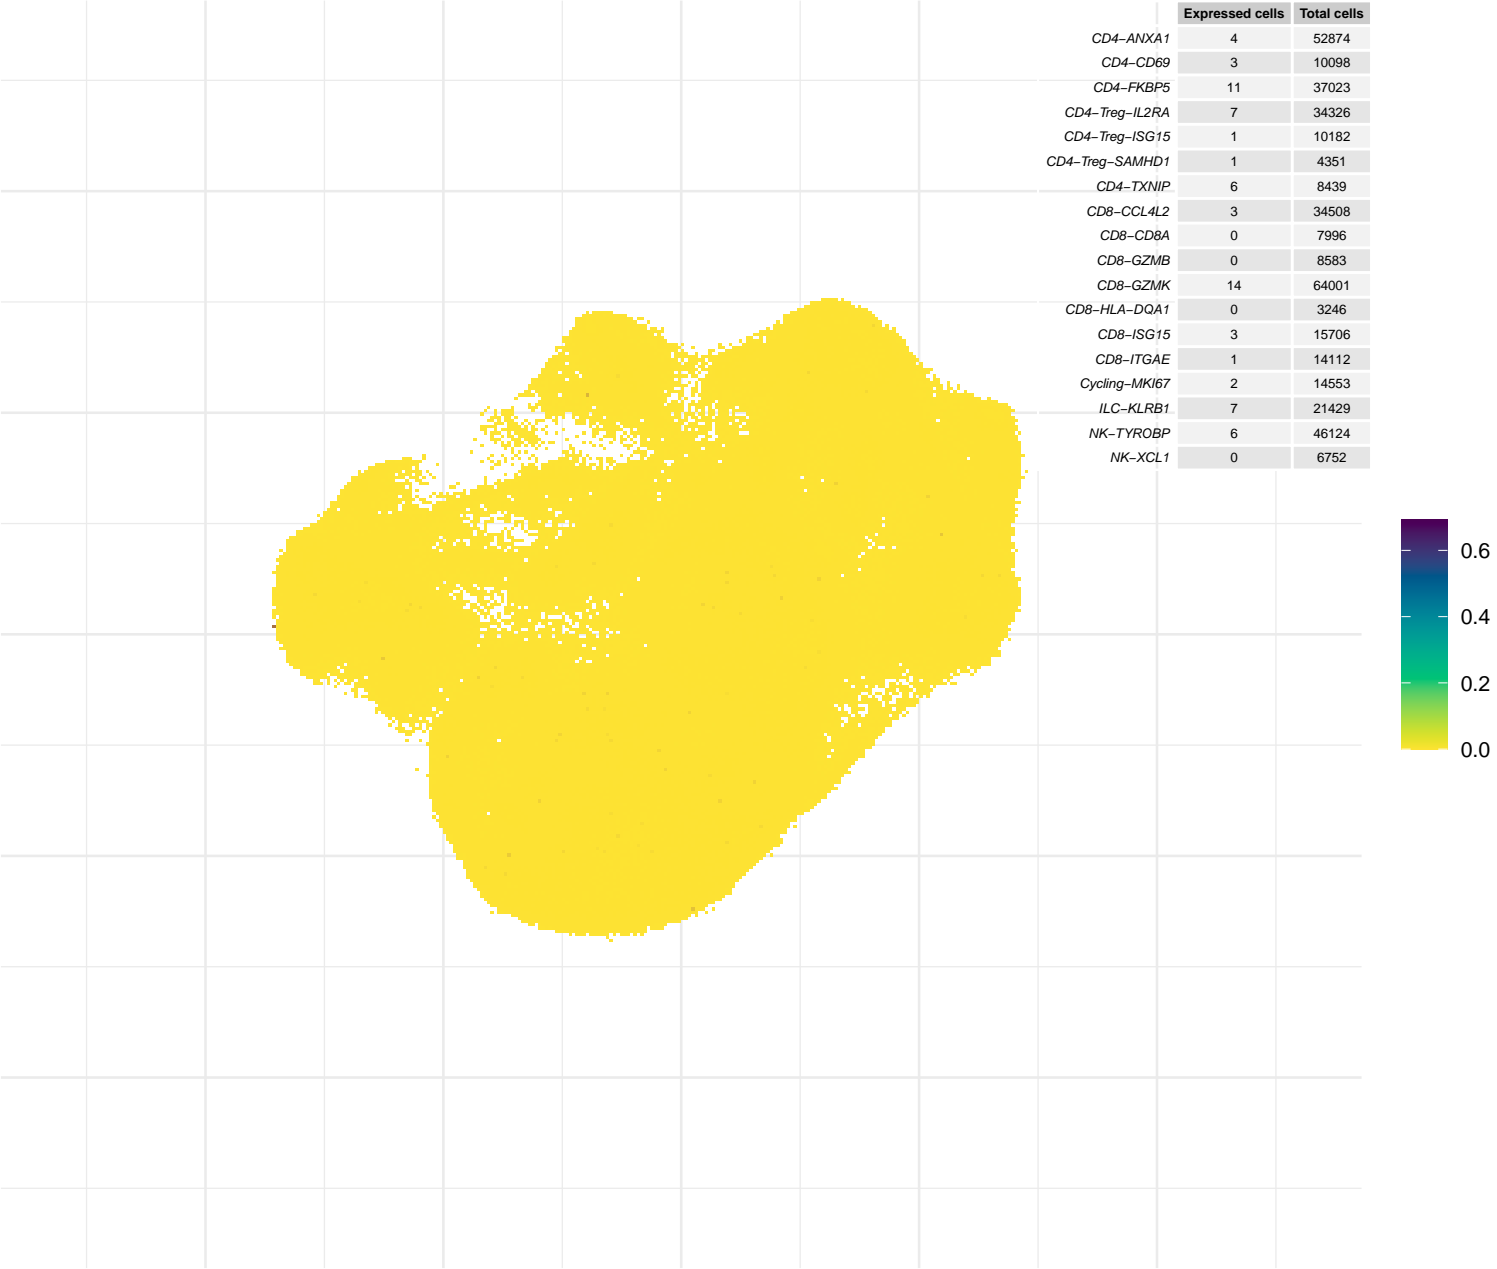 Expressed cells Total cells
CD4−ANXA1 4 52874
CD4−CD69 3 10098
CD4−FKBP5 11 37023
CD4−Treg−IL2RA 7 34326
CD4−Treg−ISG15 1 10182
CD4−Treg−SAMHD1 1 4351
CD4−TXNIP 6 8439
CD8−CCL4L2 3 34508
CD8−CD8A 0 7996
CD8−GZMB 0 8583
CD8−GZMK 14 64001
CD8−HLA−DQA1 0 3246
CD8−ISG15 3 15706
CD8−ITGAE 1 14112
Cycling−MKI67 2 14553
ILC−KLRB1 7 21429
NK−TYROBP 6 46124
NK−XCL1 0 6752
0.6
0.4
0.2
0.0